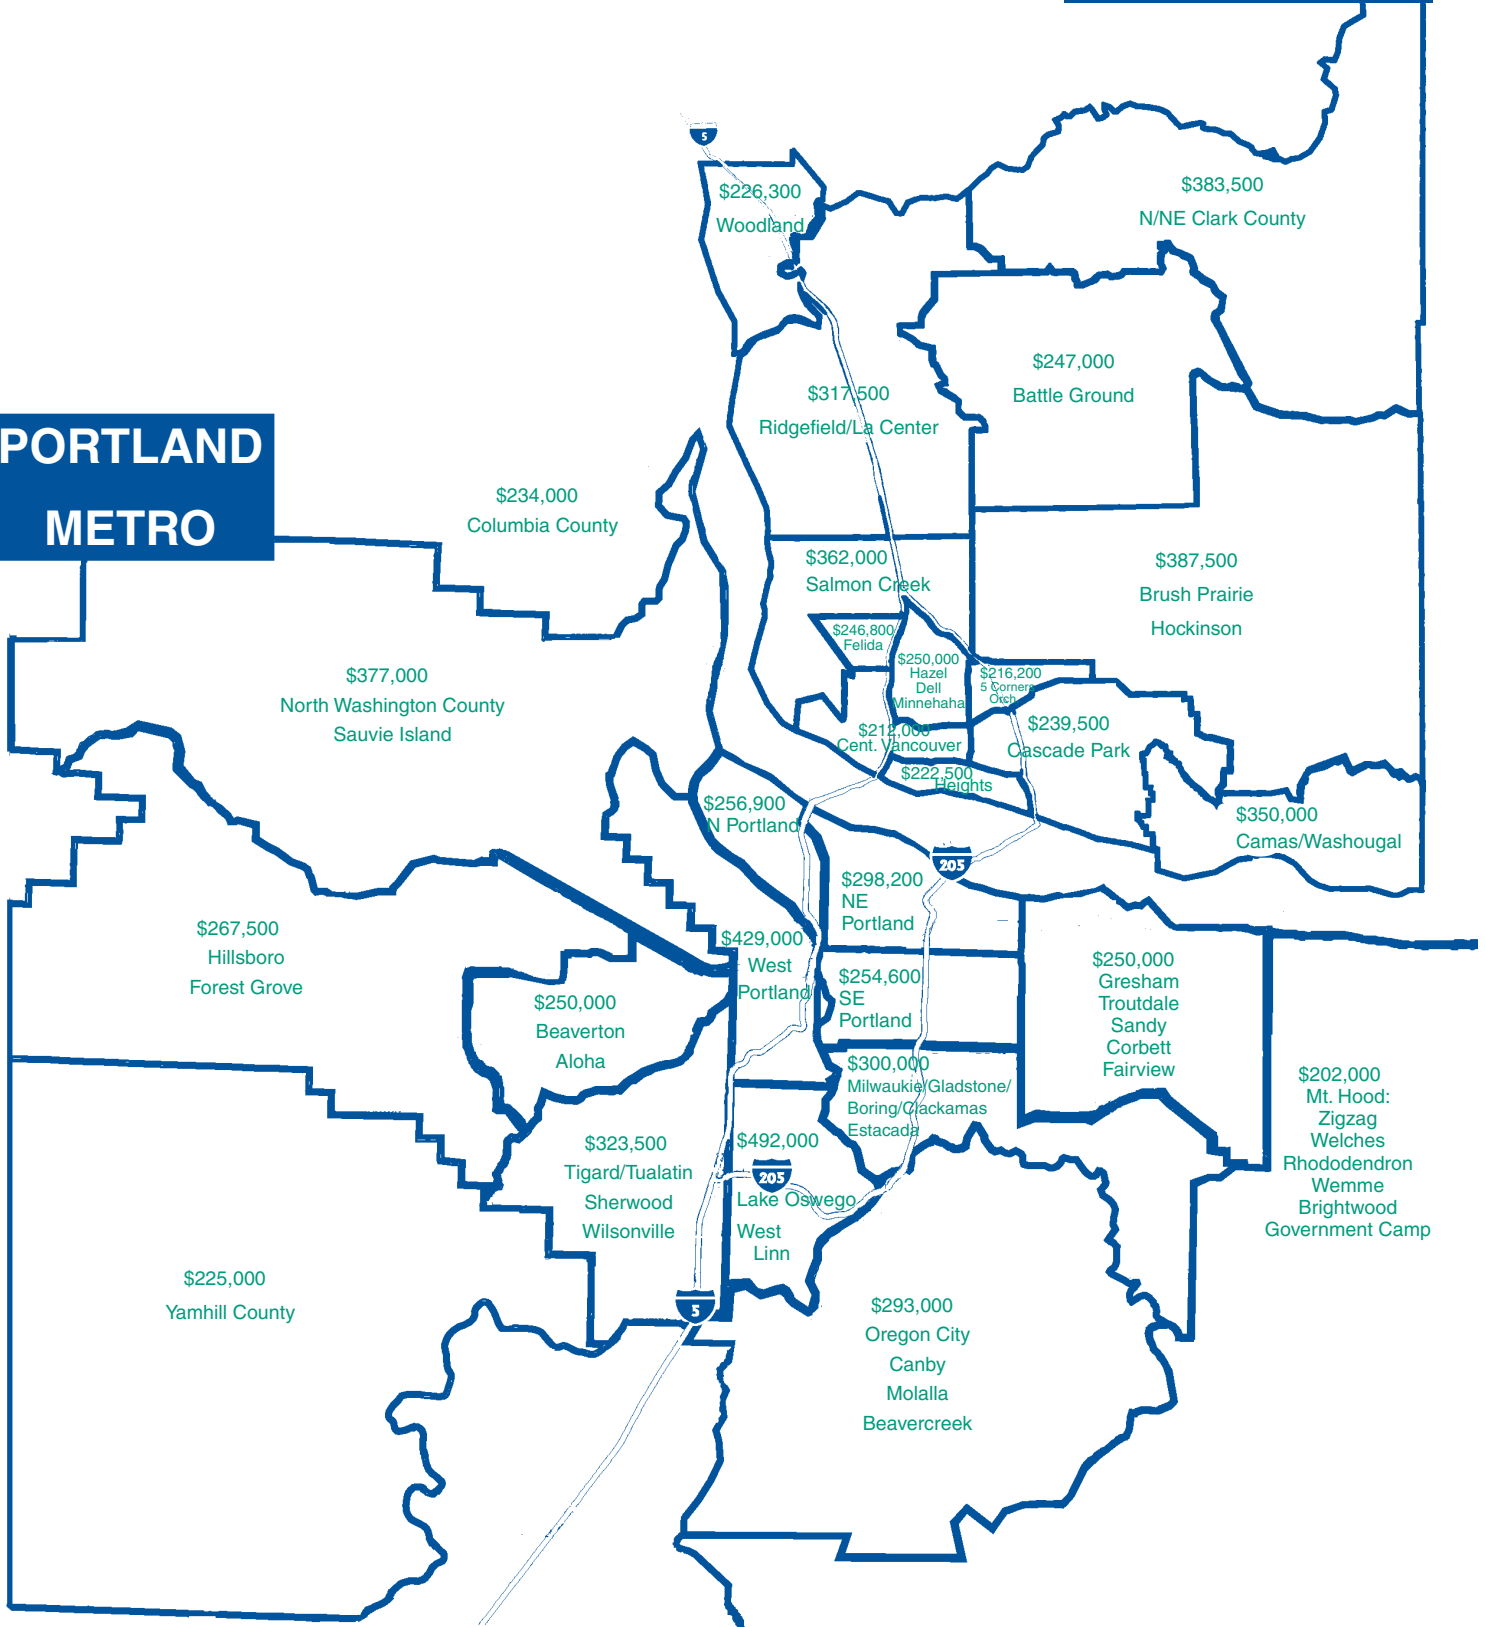 5
$226,300
Woodland
$383,500
N/NE Clark County
$247,000
Battle Ground
$317,500
Ridgefield/La Center
PORTLAND
METRO
$234,000
Columbia County
$362,000
Salmon Creek
$387,500
Brush Prairie
Hockinson
$246,800
Felida
$250,000
Hazel
Dell
Minnehaha
$216,200
5 Corners
Orch
$377,000
North Washington County
Sauvie Island
$212,000
Cent. Vancouver
$239,500
Cascade Park
$222,500
Heights
$256,900
N Portland
$350,000
Camas/Washougal
205
$298,200
NE
Portland
$267,500
Hillsboro
Forest Grove
$429,000
West
Portland
$254,600
SE
Portland
$250,000
Gresham
Troutdale
Sandy
Corbett
Fairview
$250,000
Beaverton
Aloha
$300,000
Milwaukie/Gladstone/
Boring/Clackamas
Estacada
$202,000
Mt. Hood:
Zigzag
Welches
Rhododendron
Wemme
Brightwood
Government Camp
$323,500
Tigard/Tualatin
Sherwood
Wilsonville
$492,000
205
Lake Oswego
West
Linn
$225,000
Yamhill County
5
$293,000
Oregon City
Canby
Molalla
Beavercreek